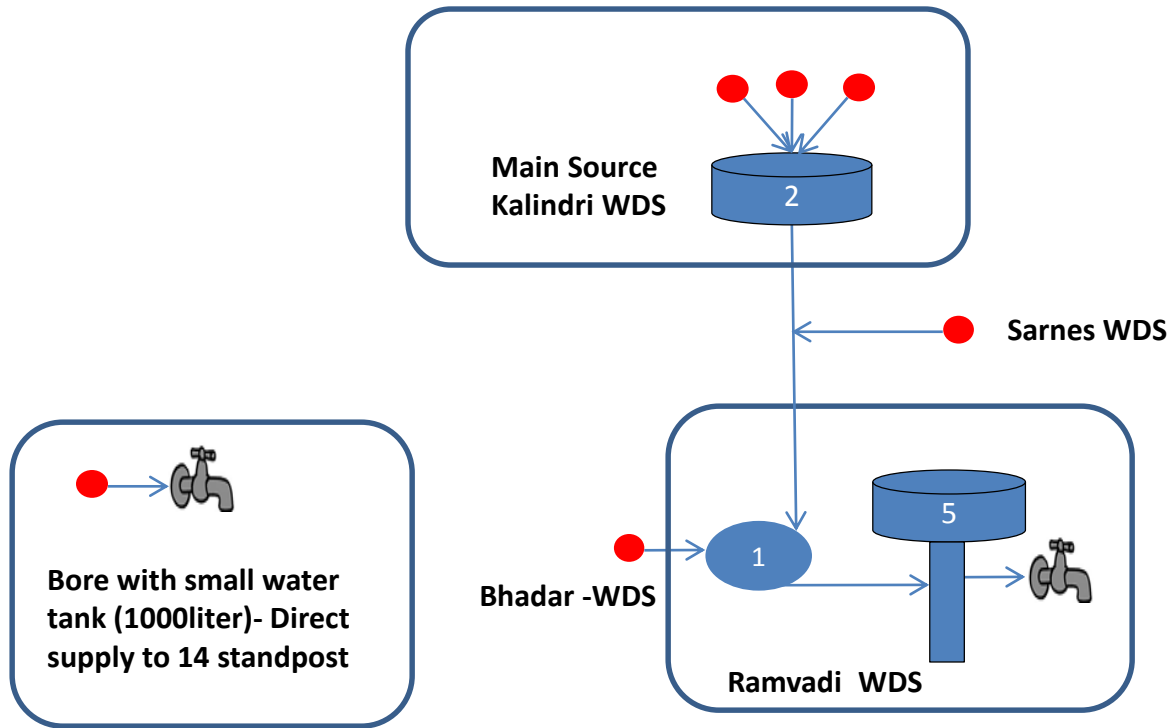 Main Source
Kalindri WDS
2
Sarnes WDS
Bore with small water
tank (1000liter)- Direct
supply to 14 standpost
Bhadar -WDS
1
5
Ramvadi  WDS